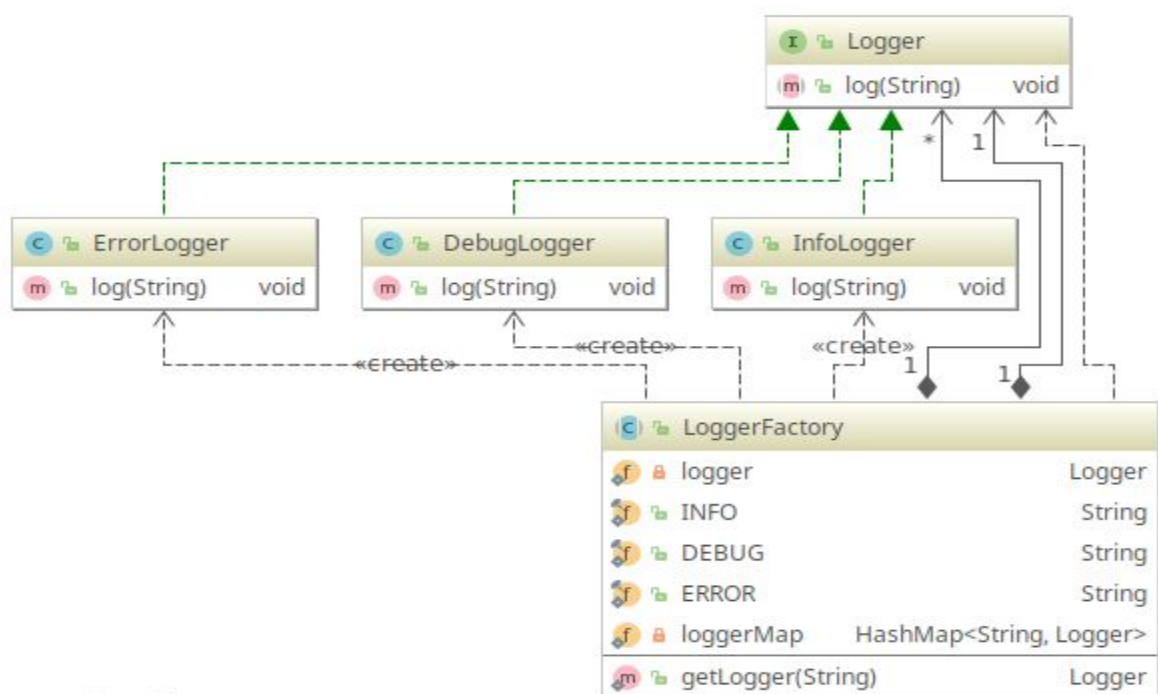 I Logger
m log(String) void
* 1
C ErrorLogger
m log(String) void
C DebugLogger
m log(String) void
C InfoLogger
m log(String) void
«create»
«create»
«create»
1
1
C LoggerFactory
f logger Logger
f INFO String
f DEBUG String
f ERROR String
f loggerMap HashMap<String, Logger>
m getLogger(String) Logger